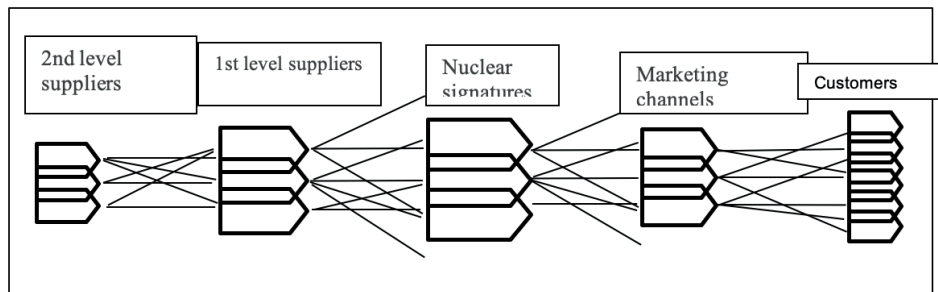 2nd level
suppliers
1st level suppliers
Nuclear
signatures
Marketing
channels
Customers